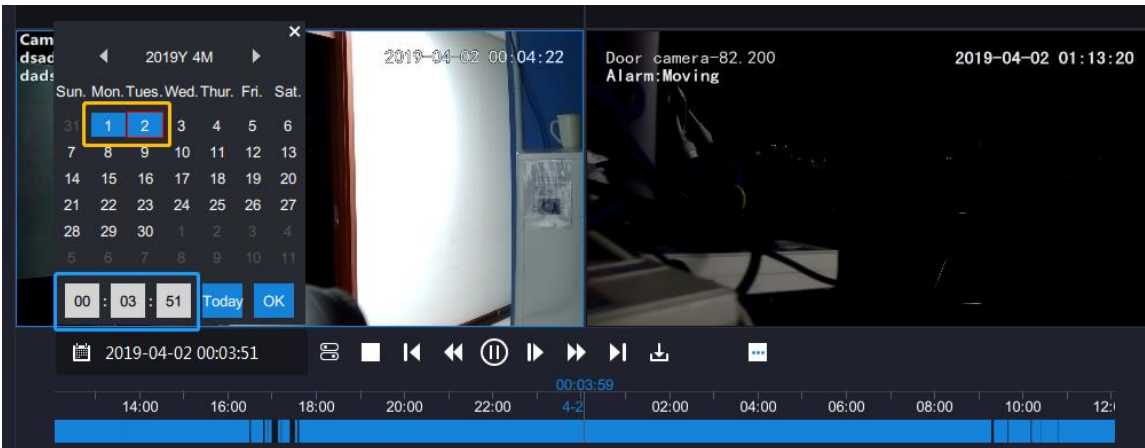 Cam
dsad
dads
×
2019Y 4M
Sun. Mon. Tues. Wed. Thur. Fri. Sat.
31 1 2 3 4 5 6
7 8 9 10 11 12 13
14 15 16 17 18 19 20
21 22 23 24 25 26 27
28 29 30 1 2 3 4
5 6 7 8 9 10 11
00 : 03 : 51 Today OK
2019-04-02 00:04:22
Door camera-82.200
Alarm:Moving
2019-04-02 01:13:20
2019-04-02 00:03:51
00:03:59
14:00 16:00 18:00 20:00 22:00 4-2 02:00 04:00 06:00 08:00 10:00 12: